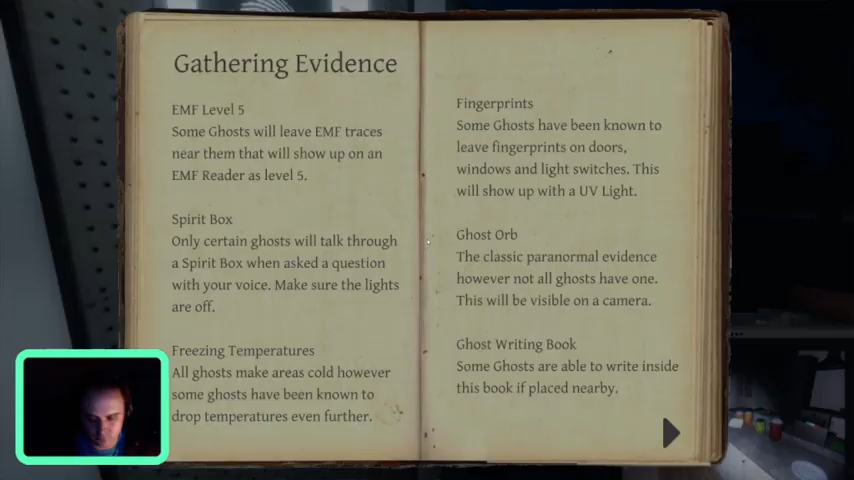 Gathering Evidence
EMF Level 5
Some Ghosts will leave EMF traces
near them that will show up on an
EMF Reader as level 5.
Spirit Box
Only certain ghosts will talk through
a Spirit Box when asked a question
with your voice. Make sure the lights
are off.
Freezing Temperatures
All ghosts make areas cold however
some ghosts have been known to
drop temperatures even further.
Fingerprints
Some Ghosts have been known to
leave fingerprints on doors,
windows and light switches. This
will show up with a UV Light.
Ghost Orb
The classic paranormal evidence
however not all ghosts have one.
This will be visible on a camera.
Ghost Writing Book
Some Ghosts are able to write inside
this book if placed nearby.